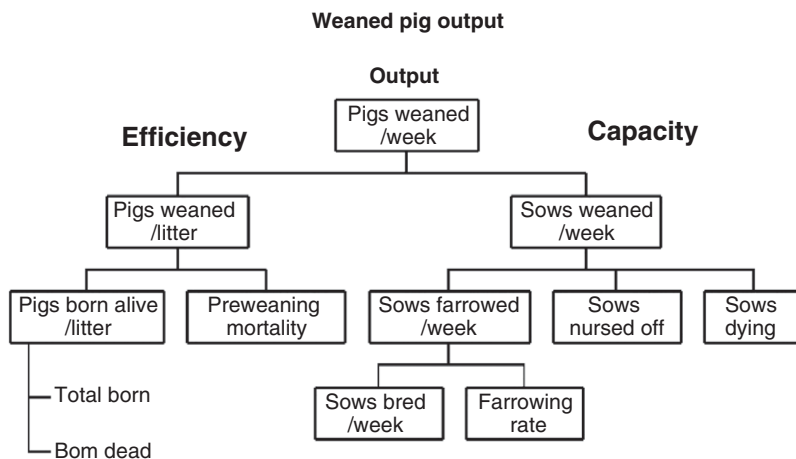 Weaned pig output
Output
Pigs weaned
/week
Efficiency
Capacity
Pigs weaned
/litter
Sows weaned
/week
Pigs born alive
/litter
Preweaning
mortality
Sows farrowed
/week
Sows
nursed off
Sows
dying
Total born
Bom dead
Sows bred
/week
Farrowing
rate